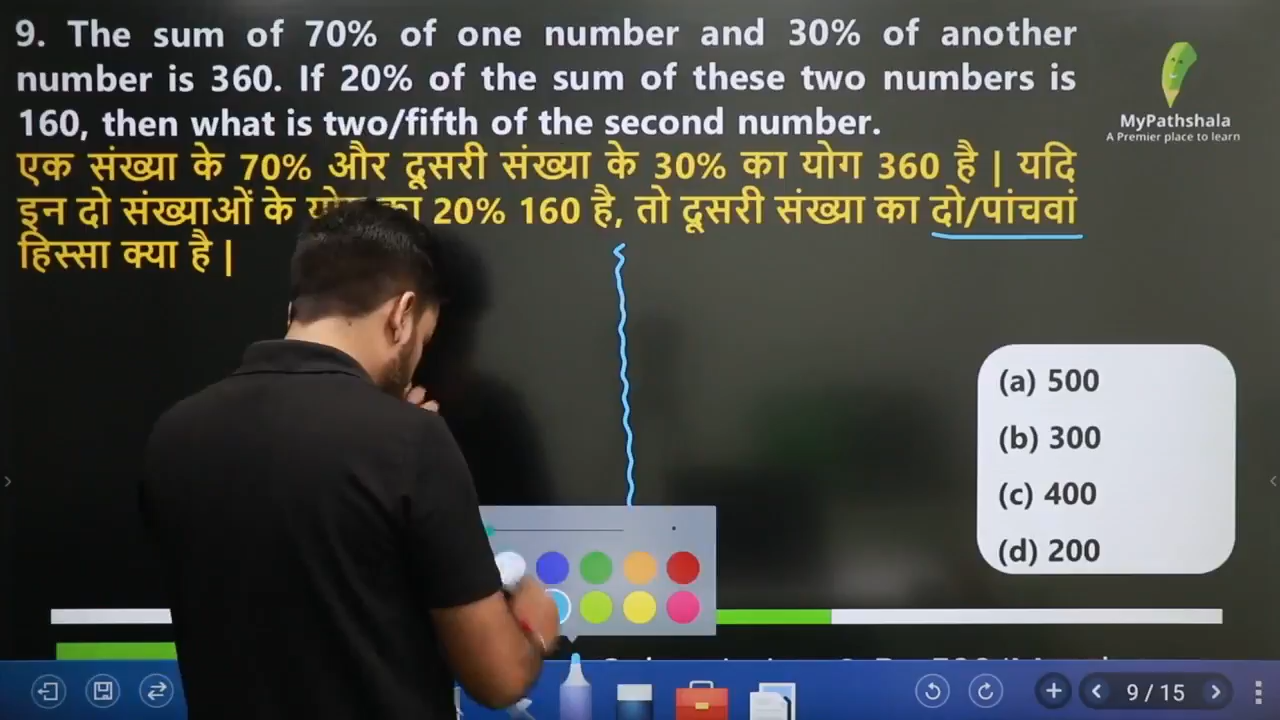 9. The sum of 70% of one number and 30% of another
number is 360. If 20% of the sum of these two numbers is
160, then what is two/fifth of the second number.
एक संख्या के 70% और दूसरी संख्या के 30% का योग 360 है | यदि
इन दो संख्याओं के का 20% 160 है, तो दूसरी संख्या का दो/पांचवां
हिस्सा क्या है |
MyPathshala
A Premier place to learn
(a) 500
(b) 300
(c) 400
(d) 200
9 / 15